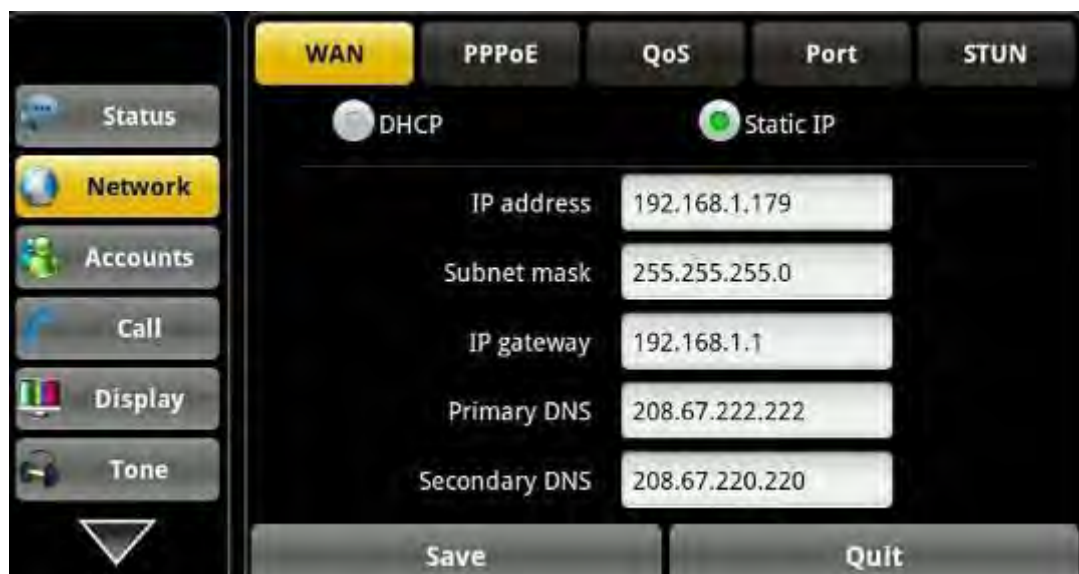 WAN PPPoE QoS Port STUN
Status
DHCP Static IP
Network
IP address 192.168.1.179
Accounts
Subnet mask 255.255.255.0
Call
IP gateway 192.168.1.1
Display
Primary DNS 208.67.222.222
Tone
Secondary DNS 208.67.220.220
Save Quit